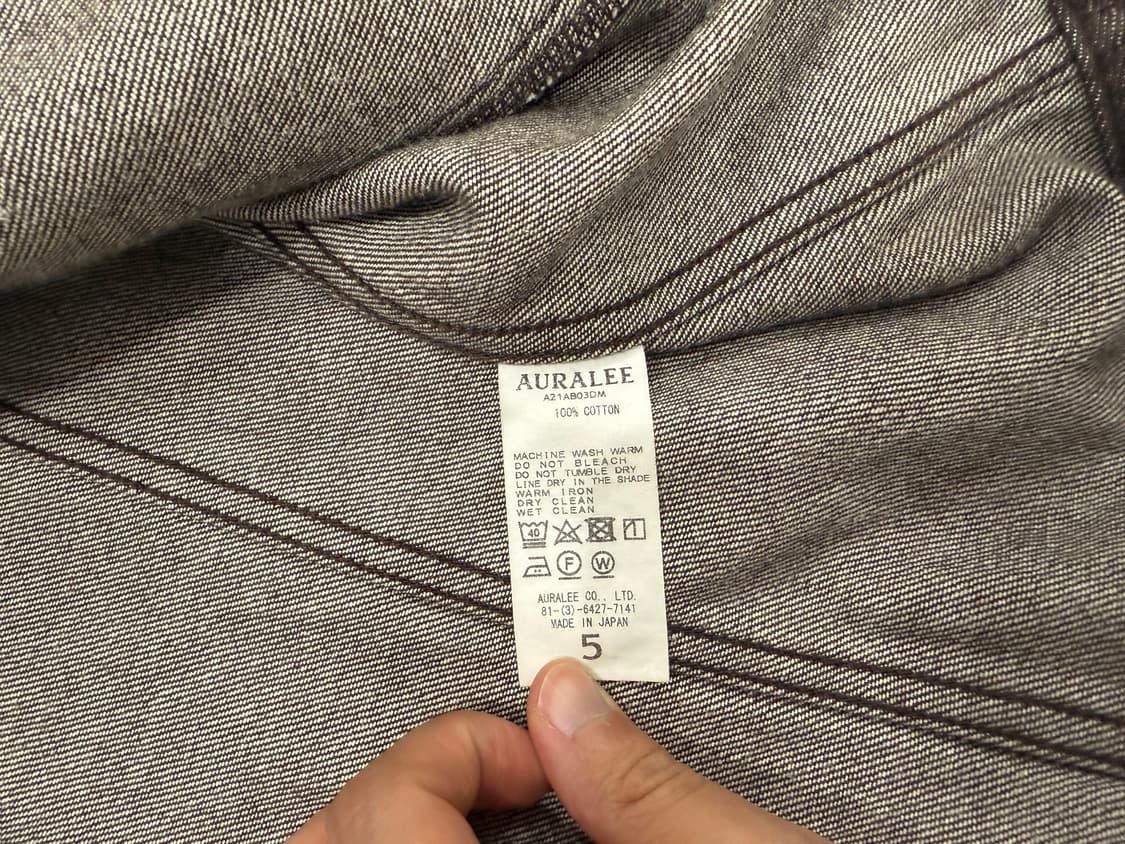 AURALEE
A21AB03DM
100% COTTON
MACHINE WASH WARM
DO NOT BLEACH
DO NOT TUMBLE DRY
LINE DRY IN THE SHADE
WARM IRON
DRY CLEAN
WET CLEAN
40
F W
AURALEE CO., LTD.
81-(3)-6427-7141
MADE IN JAPAN
5